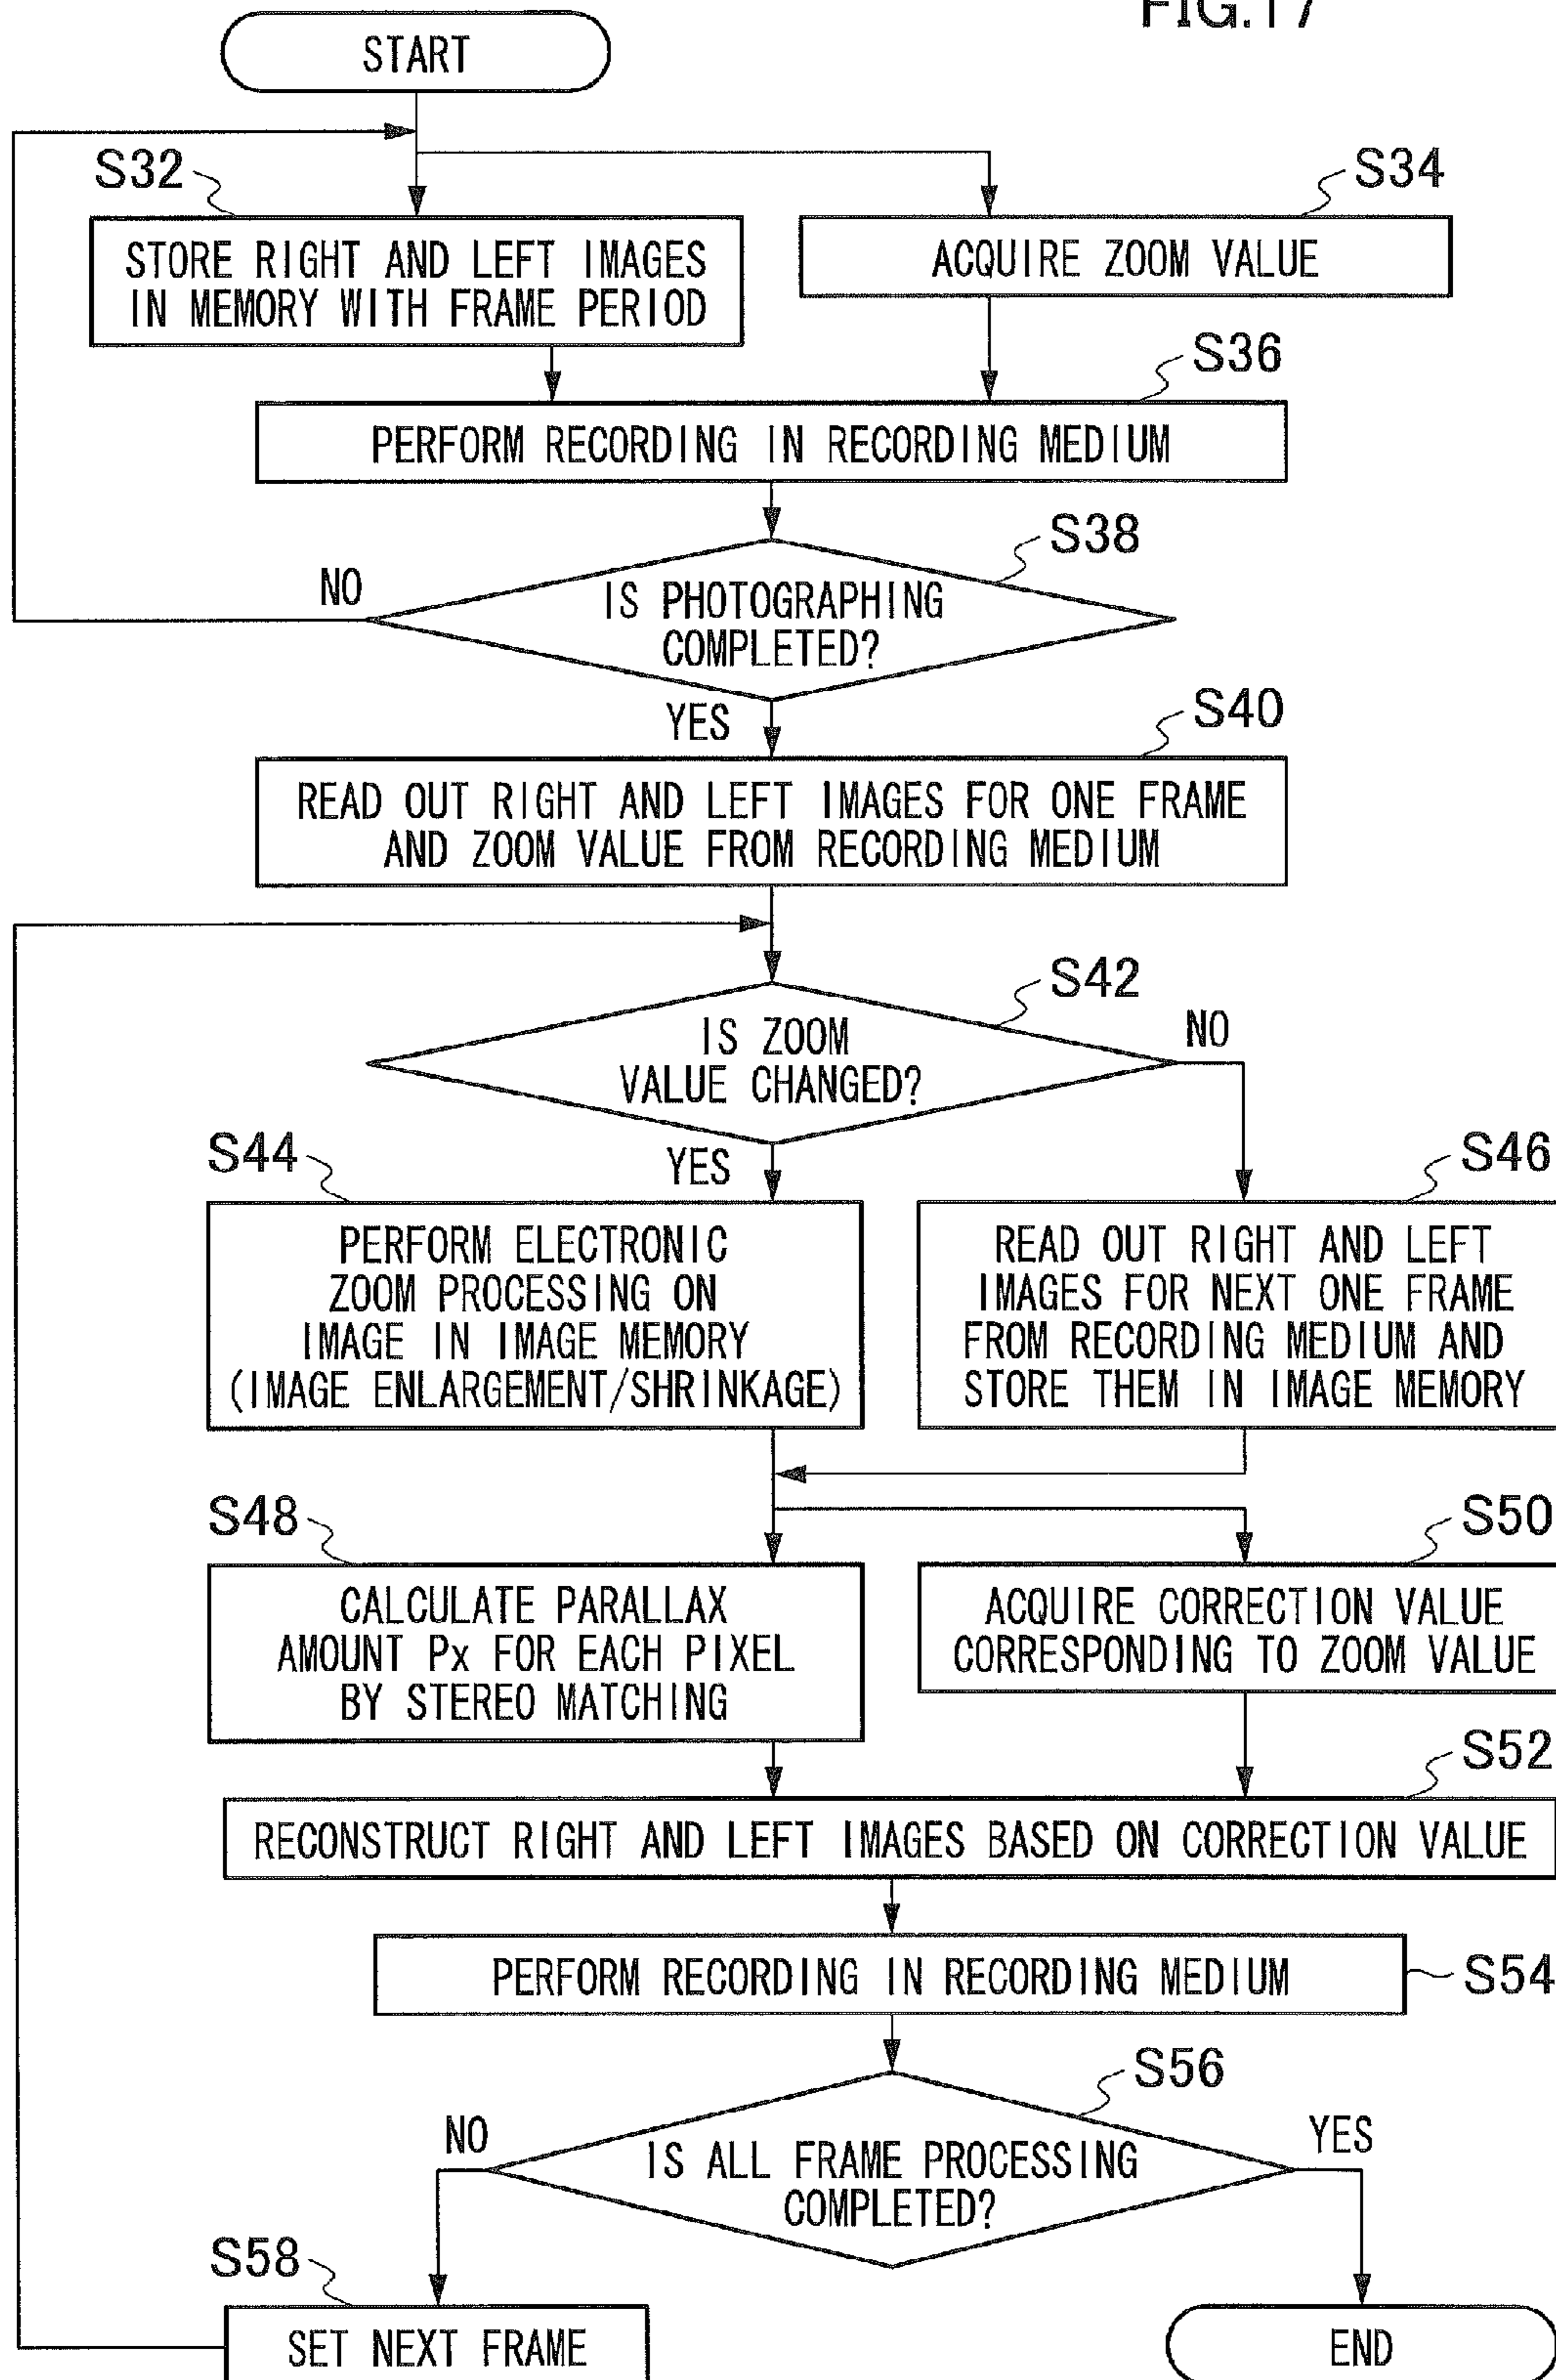 FIG.17
START
S32
S34
STORE RIGHT AND LEFT IMAGES
IN MEMORY WITH FRAME PERIOD
ACQUIRE ZOOM VALUE
S36
PERFORM RECORDING IN RECORDING MEDIUM
S38
NO
IS PHOTOGRAPHING
COMPLETED?
YES
S40
READ OUT RIGHT AND LEFT IMAGES FOR ONE FRAME
AND ZOOM VALUE FROM RECORDING MEDIUM
S42
IS ZOOM
VALUE CHANGED?
NO
S44
YES
S46
PERFORM ELECTRONIC
ZOOM PROCESSING ON
IMAGE IN IMAGE MEMORY
(IMAGE ENLARGEMENT/SHRINKAGE)
READ OUT RIGHT AND LEFT
IMAGES FOR NEXT ONE FRAME
FROM RECORDING MEDIUM AND
STORE THEM IN IMAGE MEMORY
S48
S50
CALCULATE PARALLAX
AMOUNT Px FOR EACH PIXEL
BY STEREO MATCHING
ACQUIRE CORRECTION VALUE
CORRESPONDING TO ZOOM VALUE
S52
RECONSTRUCT RIGHT AND LEFT IMAGES BASED ON CORRECTION VALUE
PERFORM RECORDING IN RECORDING MEDIUM
S54
S56
NO
YES
IS ALL FRAME PROCESSING
COMPLETED?
S58
SET NEXT FRAME
END